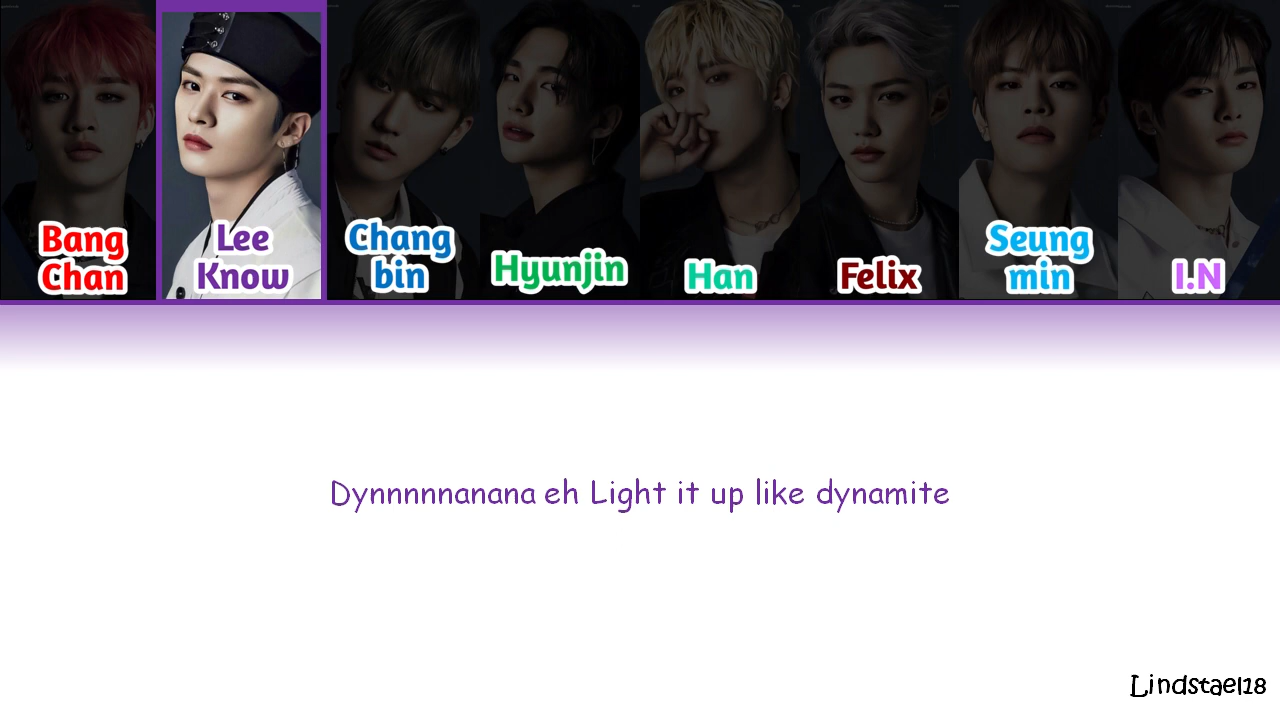 Bang
Chan
Lee
Know
Chang
bin
Hyunjin
Han
Felix
Seung
min
I.N
Dynnnnnanana eh Light it up like dynamite
Lindstael18